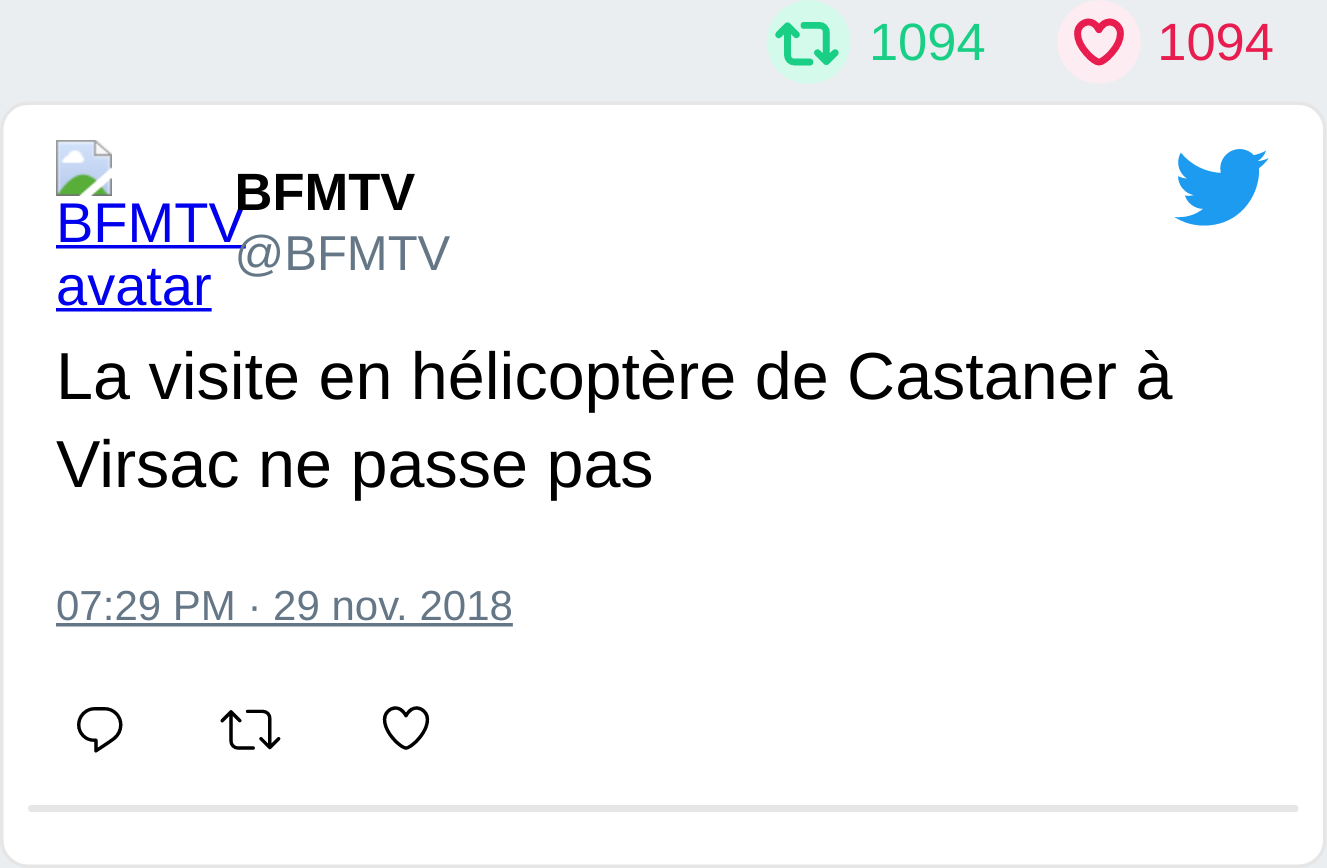 1094 1094
BFMTV avatar
BFMTV
@BFMTV
La visite en hélicoptère de Castaner à
Virsac ne passe pas
07:29 PM · 29 nov. 2018